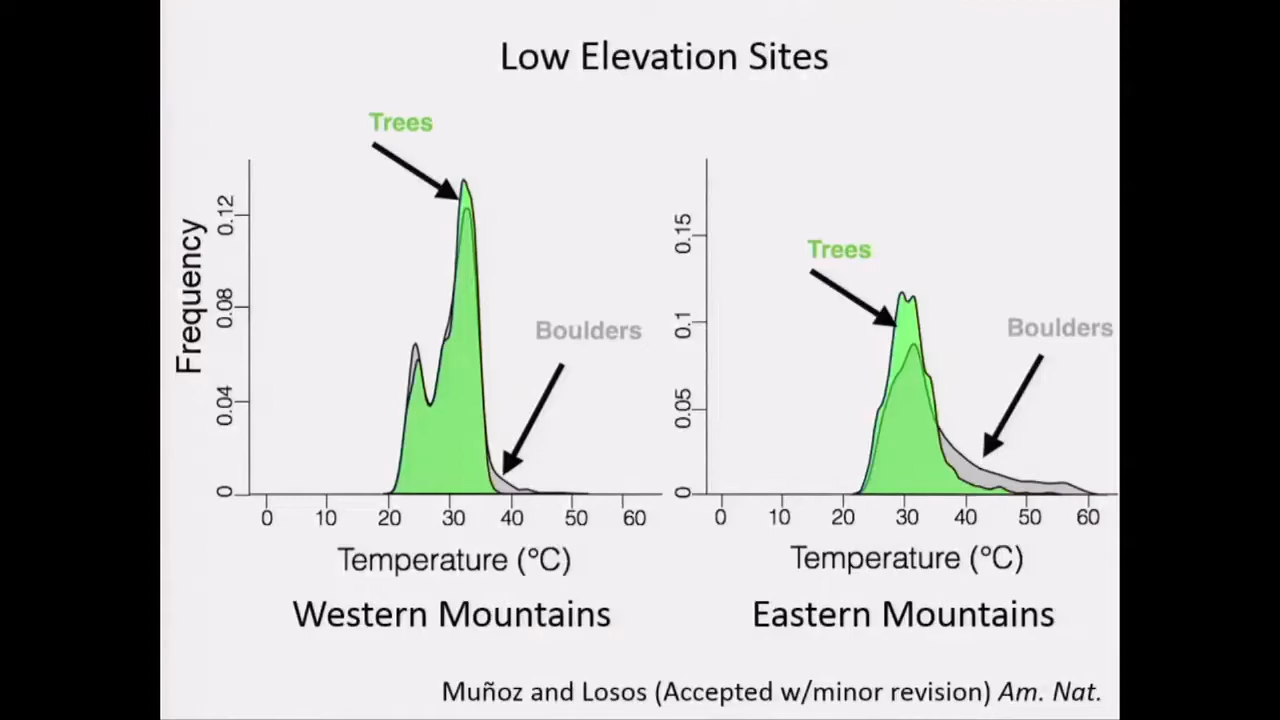 Low Elevation Sites
Trees
Boulders
Frequency
0.12
0.08
0.04
0
0 10 20 30 40 50 60
Temperature (°C)
Western Mountains
Trees
Boulders
0.15
0.1
0.05
0
0 10 20 30 40 50 60
Temperature (°C)
Eastern Mountains
Muñoz and Losos (Accepted w/minor revision) Am. Nat.